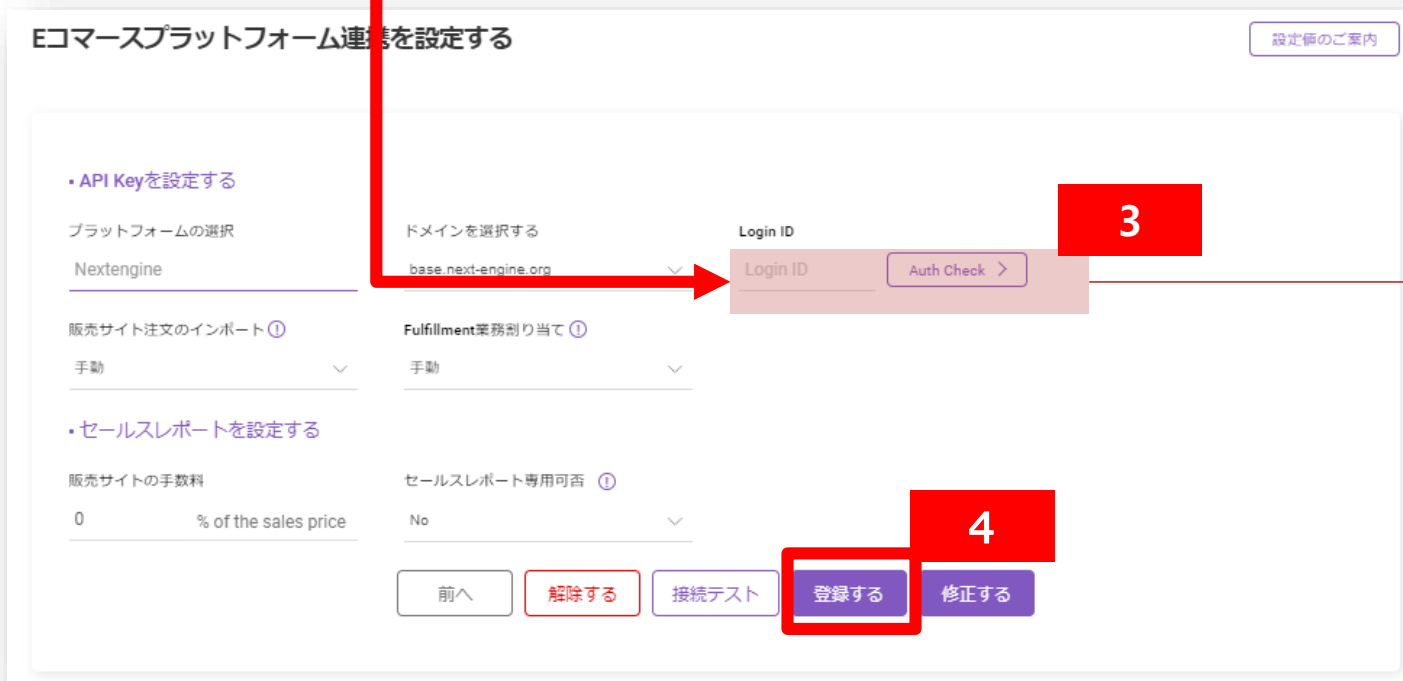 Eコマースプラットフォーム連携を設定する
設定値のご案内
• API Keyを設定する
プラットフォームの選択
ドメインを選択する
Login ID
3
Nextengine
base.next-engine.org
Login ID
Auth Check >
販売サイト注文のインポート
Fulfillment業務割り当て
手動
手動
• セールスレポートを設定する
販売サイトの手数料
セールスレポート専用可否
0 % of the sales price
No
4
前へ
解除する
接続テスト
登録する
修正する